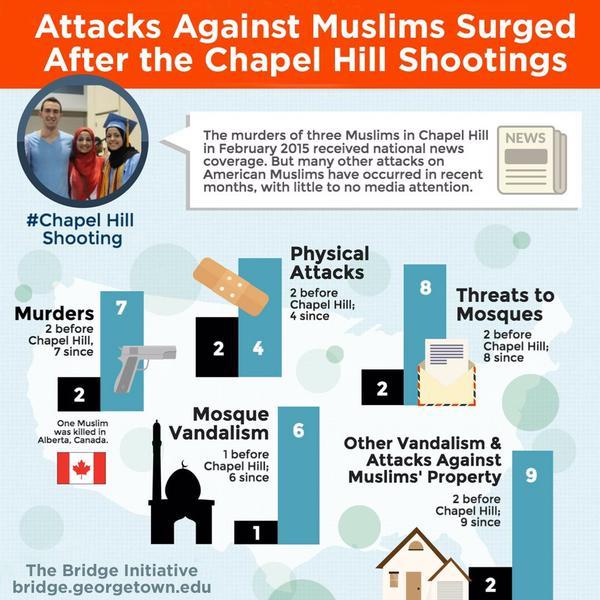 Attacks Against Muslims Surged
After the Chapel Hill Shootings
The murders of three Muslims in Chapel Hill
in February 2015 received national news
coverage. But many other attacks on
American Muslims have occurred in recent
months, with little to no media attention.
NEWS
#Chapel Hill
Shooting
Murders
2 before
Chapel Hill,
7 since
2
7
One Muslim
was killed in
Alberta, Canada.
Physical
Attacks
2 before
Chapel Hill;
4 since
2
4
Threats to
Mosques
2 before
Chapel Hill;
8 since
2
8
Mosque
Vandalism
1 before
Chapel Hill;
6 since
1
6
Other Vandalism &
Attacks Against
Muslims' Property
2 before
Chapel Hill;
9 since
2
9
The Bridge Initiative
bridge.georgetown.edu